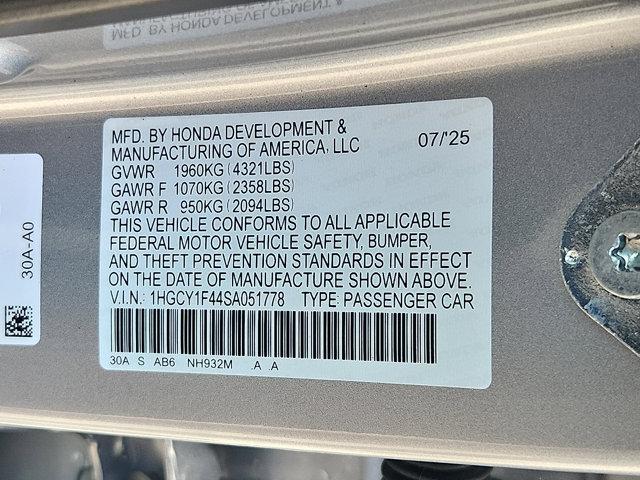 MFD. BY HONDA DEVELOPMENT &
MANUFACTURING OF AMERICA, LLC
07/'25
GVWR 1960KG (4321LBS)
GAWR F 1070KG (2358LBS)
GAWR R 950KG (2094LBS)
THIS VEHICLE CONFORMS TO ALL APPLICABLE
FEDERAL MOTOR VEHICLE SAFETY, BUMPER,
AND THEFT PREVENTION STANDARDS IN EFFECT
ON THE DATE OF MANUFACTURE SHOWN ABOVE.
V.I.N.: 1HGCY1F44SA051778 TYPE: PASSENGER CAR
30A S AB6 NH932M .A .A
30A-A0